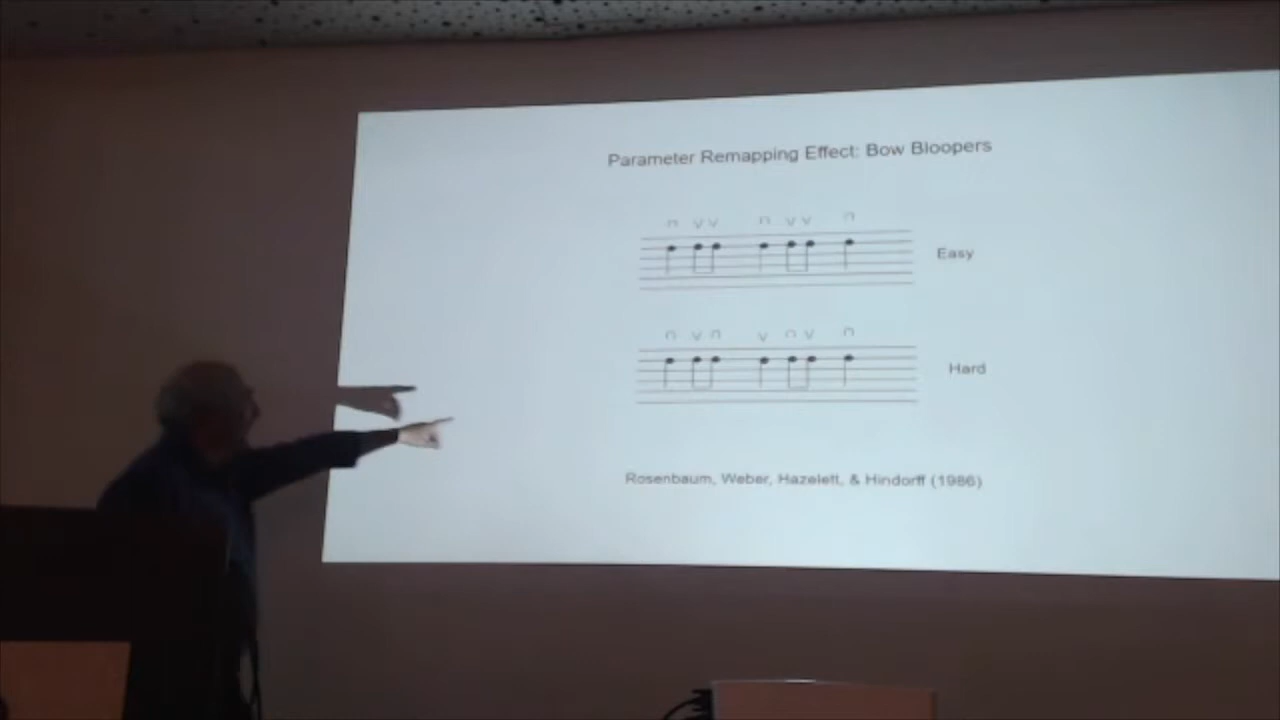 Parameter Remapping Effect: Bow Bloopers
Easy
Hard
Rosenbaum, Weber, Hazelett, & Hindorff (1986)